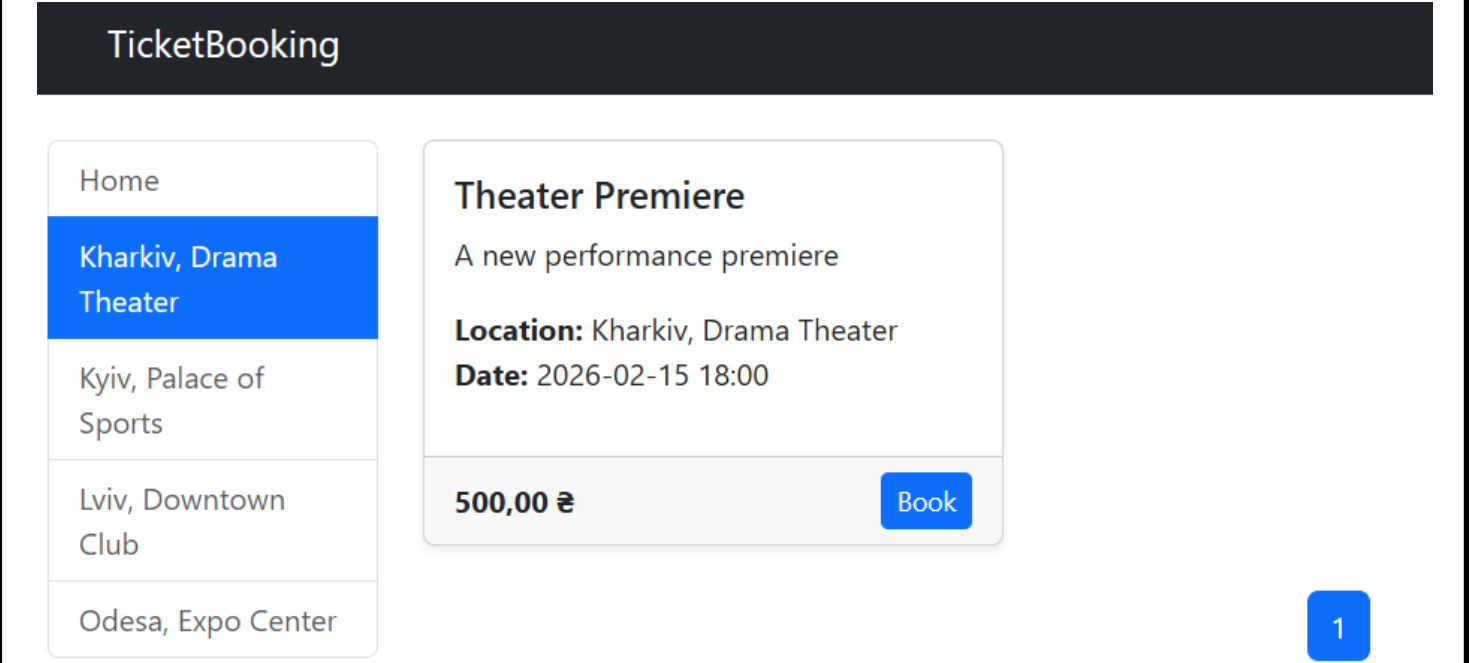 TicketBooking
Home
Kharkiv, Drama
Theater
Kyiv, Palace of
Sports
Lviv, Downtown
Club
Odesa, Expo Center
Theater Premiere
A new performance premiere
Location: Kharkiv, Drama Theater
Date: 2026-02-15 18:00
500,00 ₴
Book
1